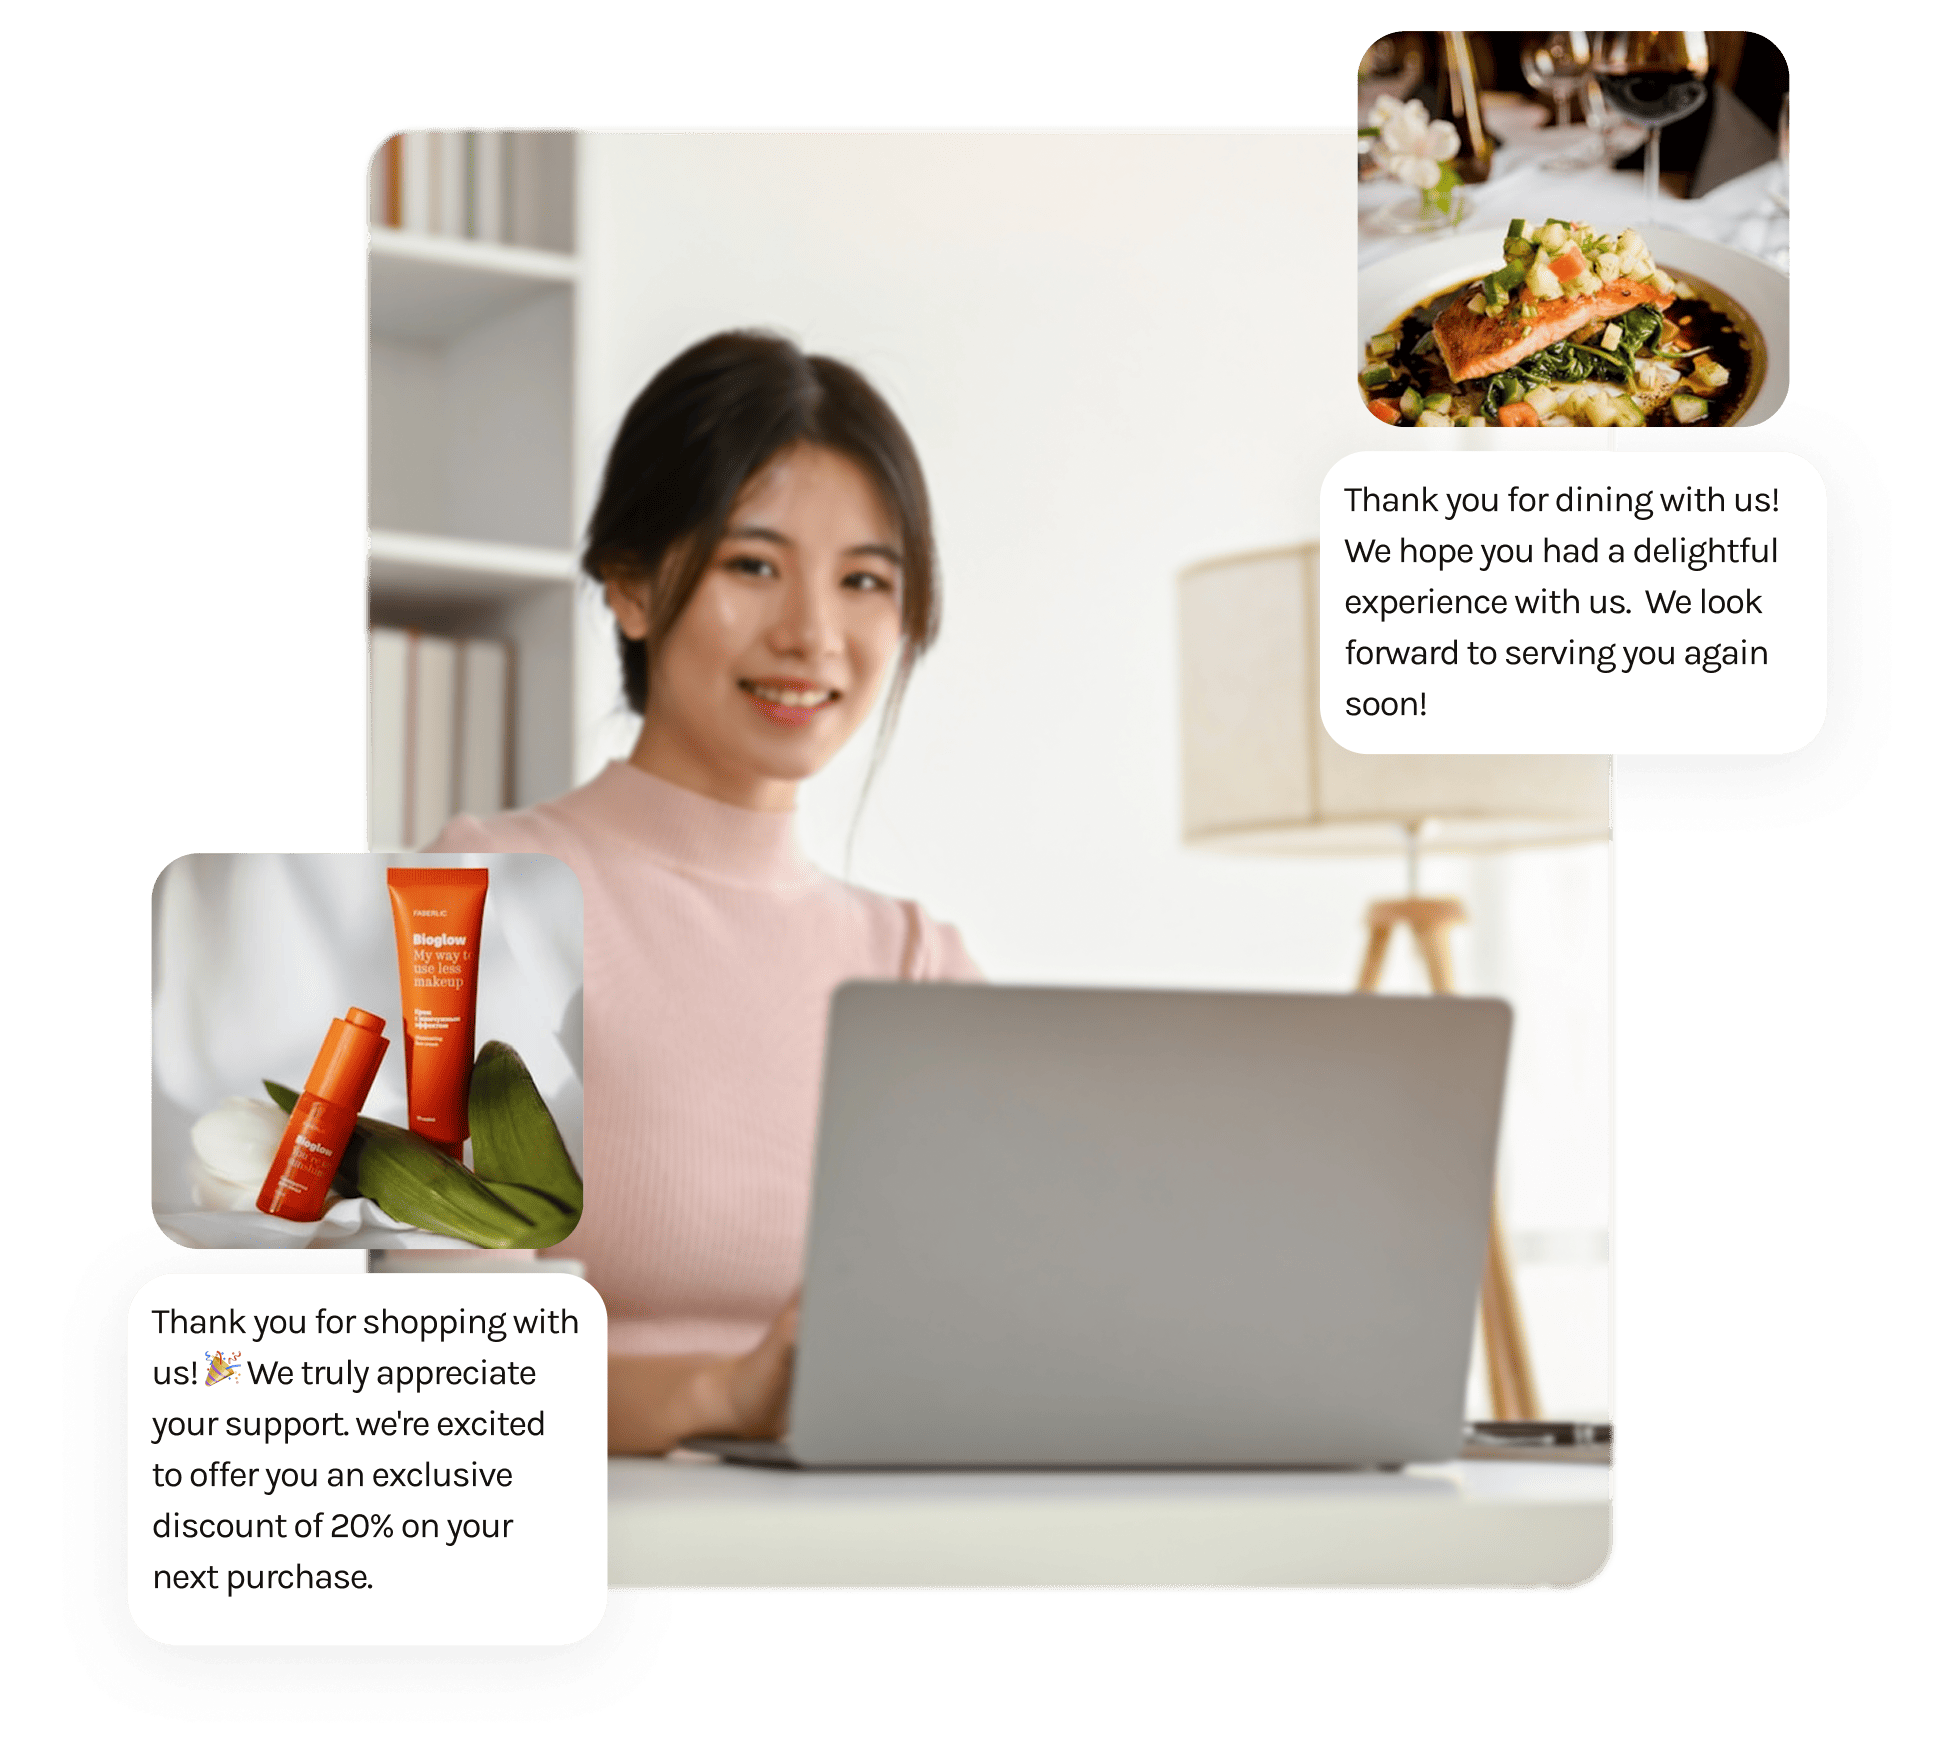 Thank you for dining with us!
We hope you had a delightful
experience with us.  We look
forward to serving you again
soon!
FABERLIC
Bioglow
My way to
use less
makeup
Bioglow
Thank you for shopping with
us!🎉 We truly appreciate
your support. we're excited
to offer you an exclusive
discount of 20% on your
next purchase.